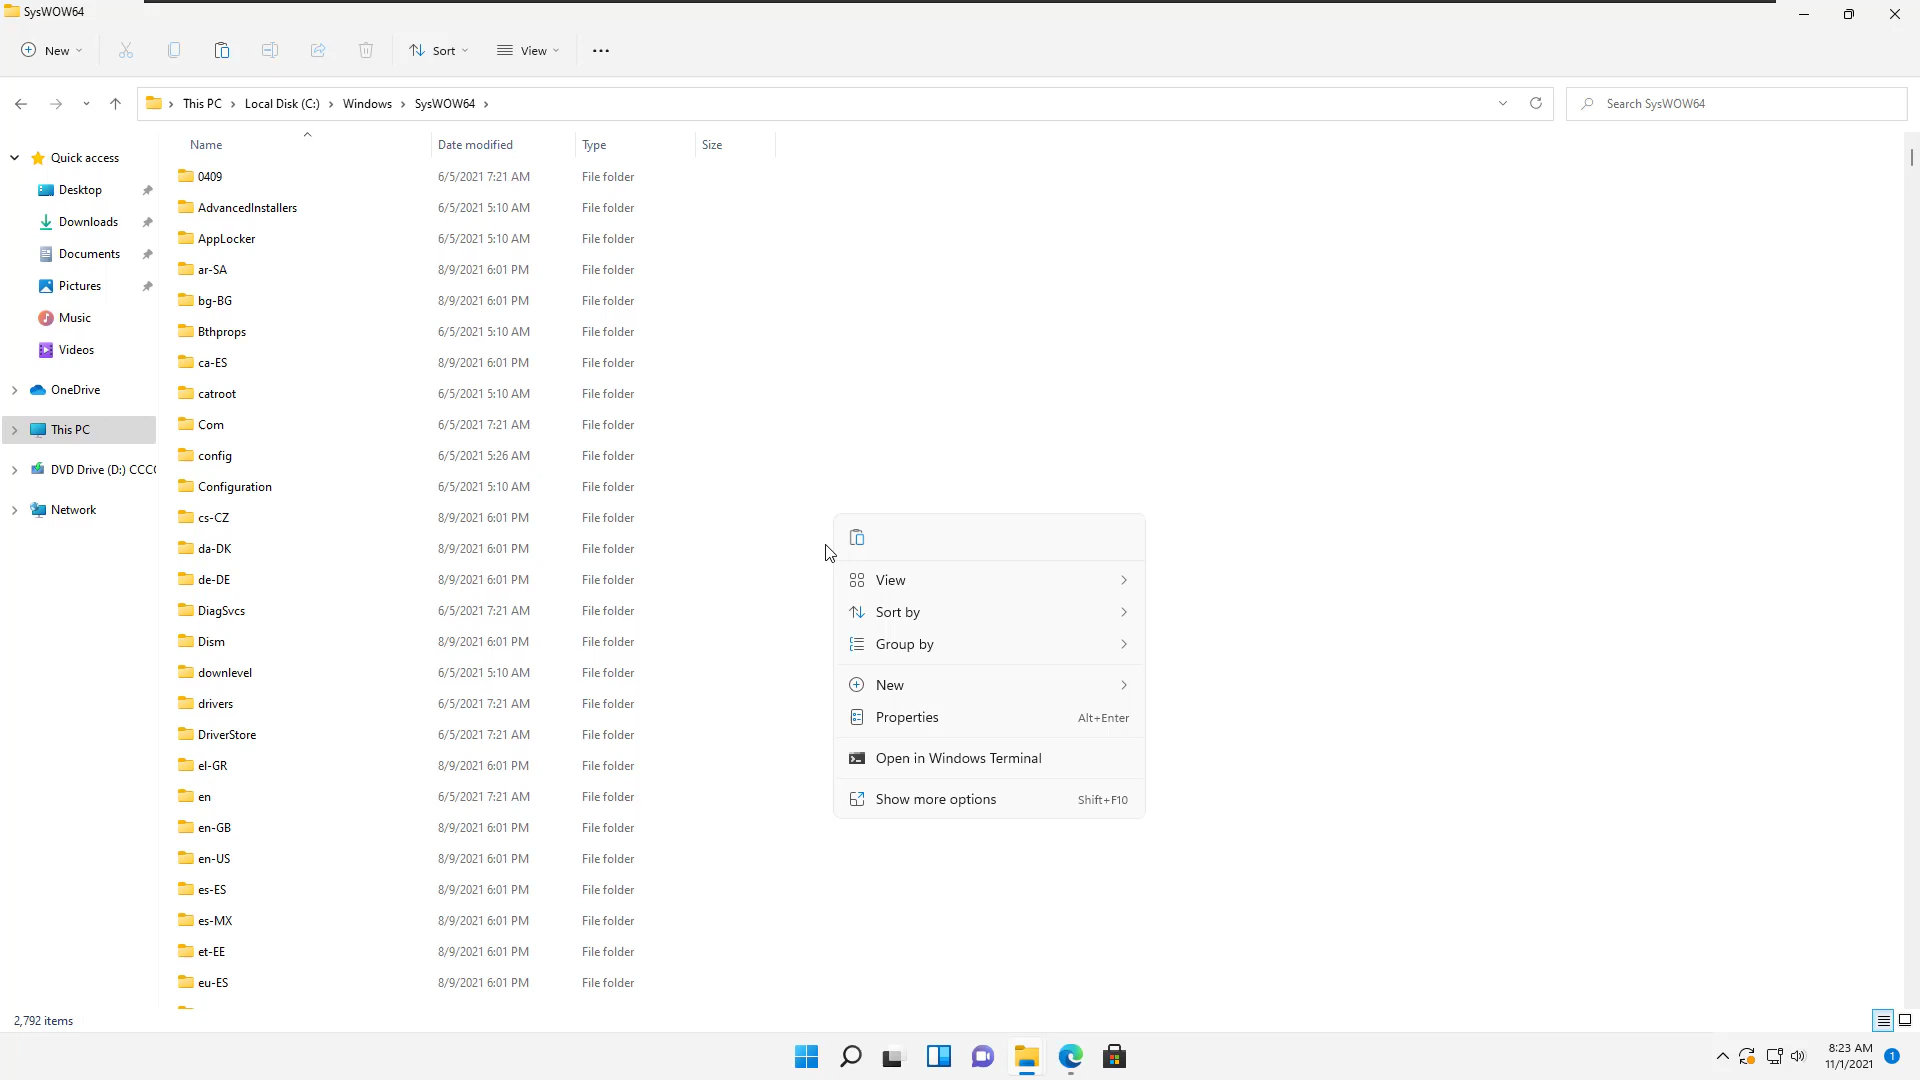 SysWOW64
New
Sort
View
This PC
Local Disk (C:)
Windows
SysWOW64
Search SysWOW64
Quick access
Desktop
Downloads
Documents
Pictures
Music
Videos
OneDrive
This PC
DVD Drive (D:) CCC
Network
Name Date modified Type Size
0409 6/5/2021 7:21 AM File folder
AdvancedInstallers 6/5/2021 5:10 AM File folder
AppLocker 6/5/2021 5:10 AM File folder
ar-SA 8/9/2021 6:01 PM File folder
bg-BG 8/9/2021 6:01 PM File folder
Bthprops 6/5/2021 5:10 AM File folder
ca-ES 8/9/2021 6:01 PM File folder
catroot 6/5/2021 5:10 AM File folder
Com 6/5/2021 7:21 AM File folder
config 6/5/2021 5:26 AM File folder
Configuration 6/5/2021 5:10 AM File folder
cs-CZ 8/9/2021 6:01 PM File folder
da-DK 8/9/2021 6:01 PM File folder
de-DE 8/9/2021 6:01 PM File folder
DiagSvcs 6/5/2021 7:21 AM File folder
Dism 8/9/2021 6:01 PM File folder
downlevel 6/5/2021 5:10 AM File folder
drivers 6/5/2021 7:21 AM File folder
DriverStore 6/5/2021 7:21 AM File folder
el-GR 8/9/2021 6:01 PM File folder
en 6/5/2021 7:21 AM File folder
en-GB 8/9/2021 6:01 PM File folder
en-US 8/9/2021 6:01 PM File folder
es-ES 8/9/2021 6:01 PM File folder
es-MX 8/9/2021 6:01 PM File folder
et-EE 8/9/2021 6:01 PM File folder
eu-ES 8/9/2021 6:01 PM File folder
View
Sort by
Group by
New
Properties Alt+Enter
Open in Windows Terminal
Show more options Shift+F10
2,792 items
8:23 AM
11/1/2021
1